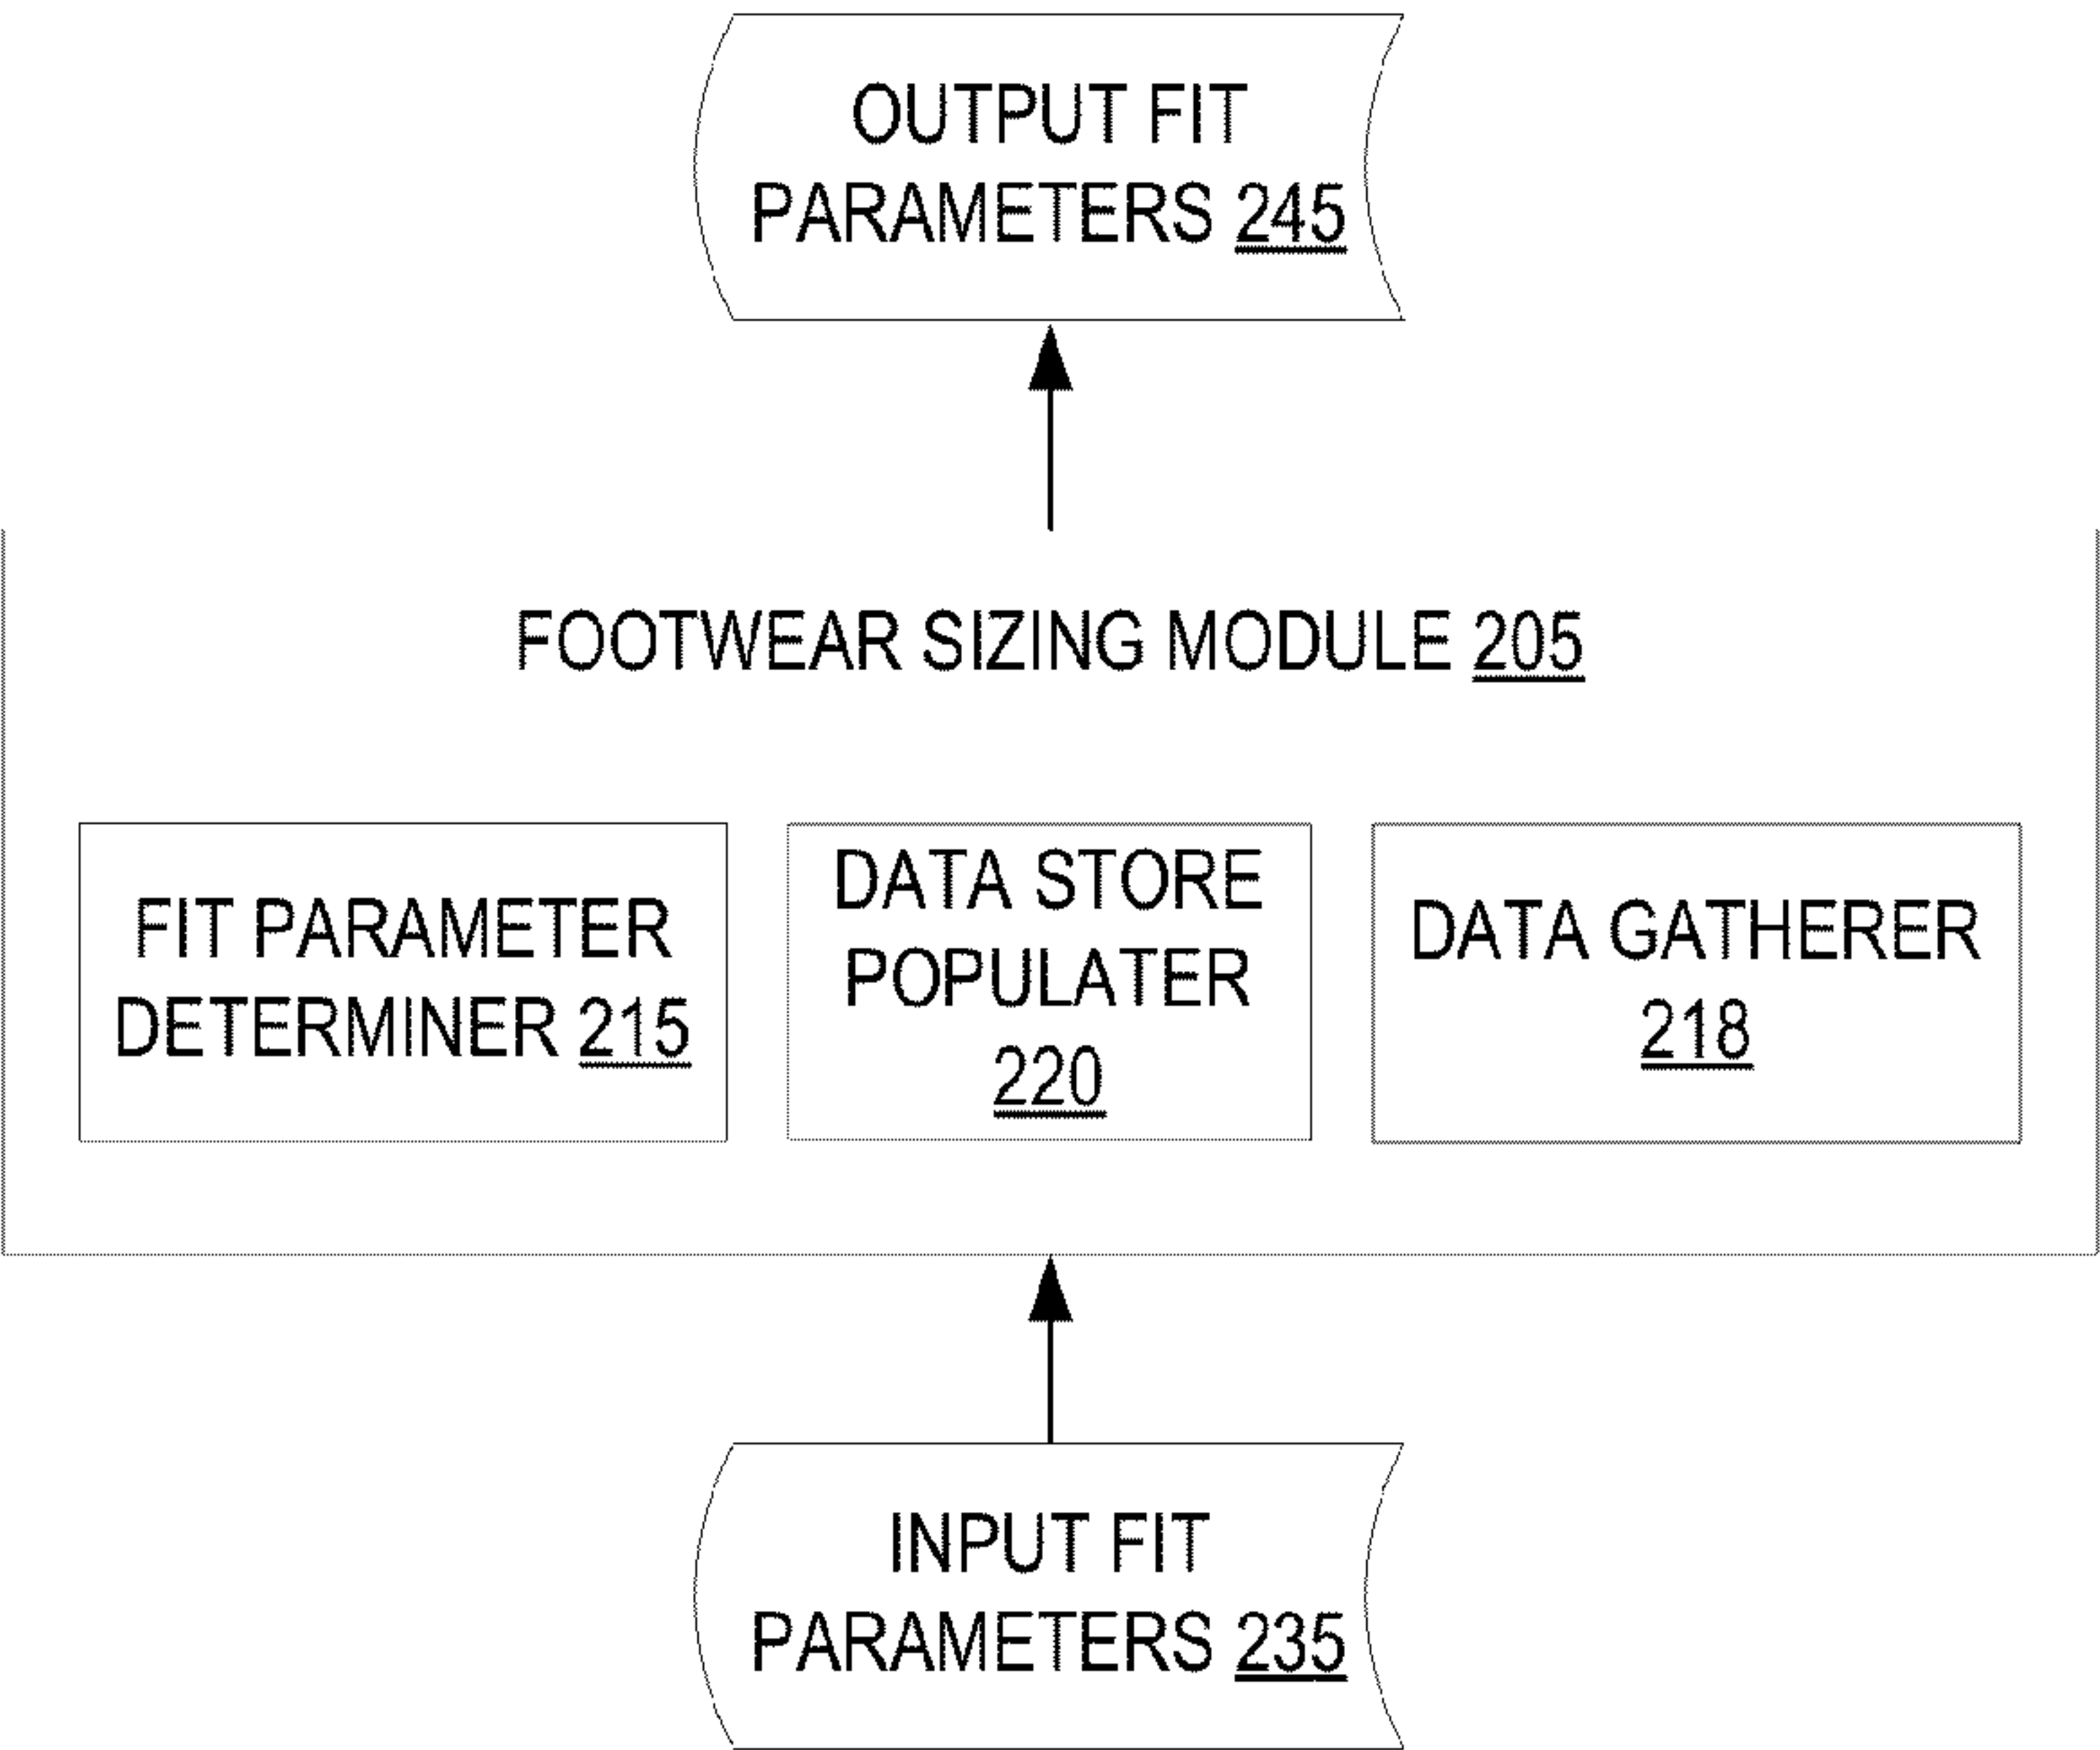 OUTPUT FIT
PARAMETERS 245
FOOTWEAR SIZING MODULE 205
FIT PARAMETER
DETERMINER 215
DATA STORE
POPULATER
220
DATA GATHERER
218
INPUT FIT
PARAMETERS 235